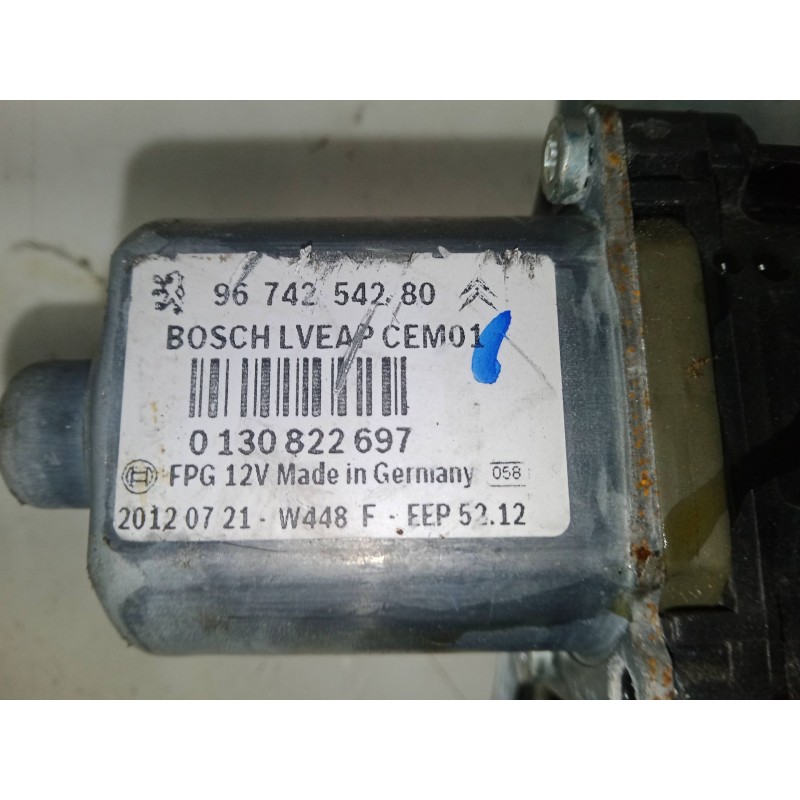 96 742 542 80
BOSCH LVEAP CEM01
0 130 822 697
FPG 12V Made in Germany 058
2012 07 21 - W448 F - EEP 52.12